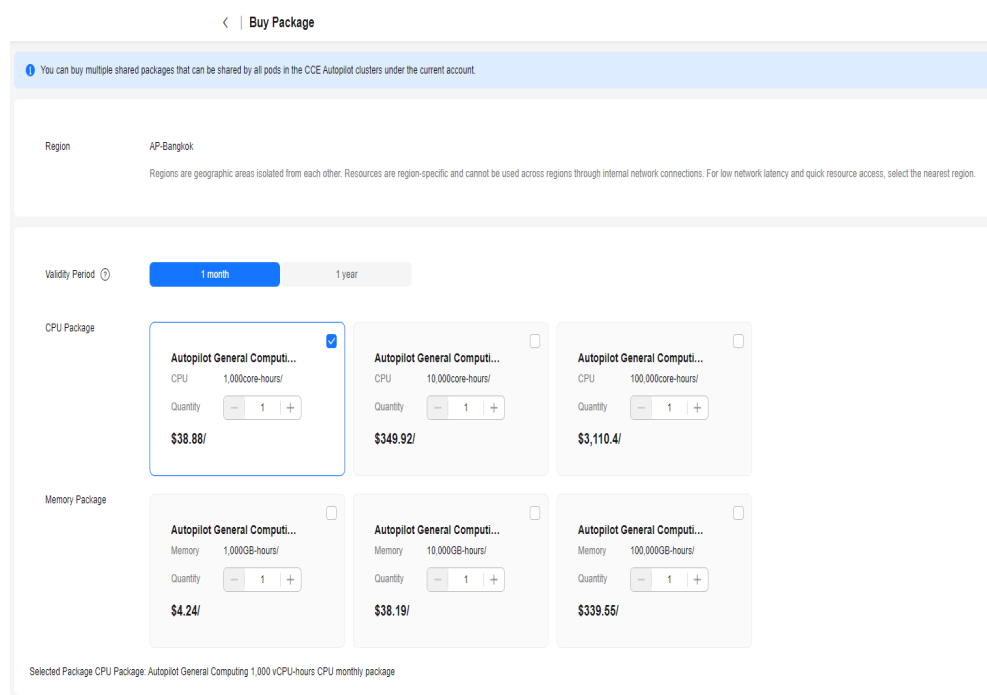 Buy Package
You can buy multiple shared packages that can be shared by all pods in the CCE Autopilot clusters under the current account.
Region AP-Bangkok
Regions are geographic areas isolated from each other. Resources are region-specific and cannot be used across regions through internal network connections. For low network latency and quick resource access, select the nearest region.
Validity Period ? 1 month 1 year
CPU Package
Autopilot General Computi... Autopilot General Computi... Autopilot General Computi...
CPU 1,000core-hours/ CPU 10,000core-hours/ CPU 100,000core-hours/
Quantity − 1 + Quantity − 1 + Quantity − 1 +
$38.88/ $349.92/ $3,110.4/
Memory Package
Autopilot General Computi... Autopilot General Computi... Autopilot General Computi...
Memory 1,000GB-hours/ Memory 10,000GB-hours/ Memory 100,000GB-hours/
Quantity − 1 + Quantity − 1 + Quantity − 1 +
$4.24/ $38.19/ $339.55/
Selected Package CPU Package: Autopilot General Computing 1,000 vCPU-hours CPU monthly package